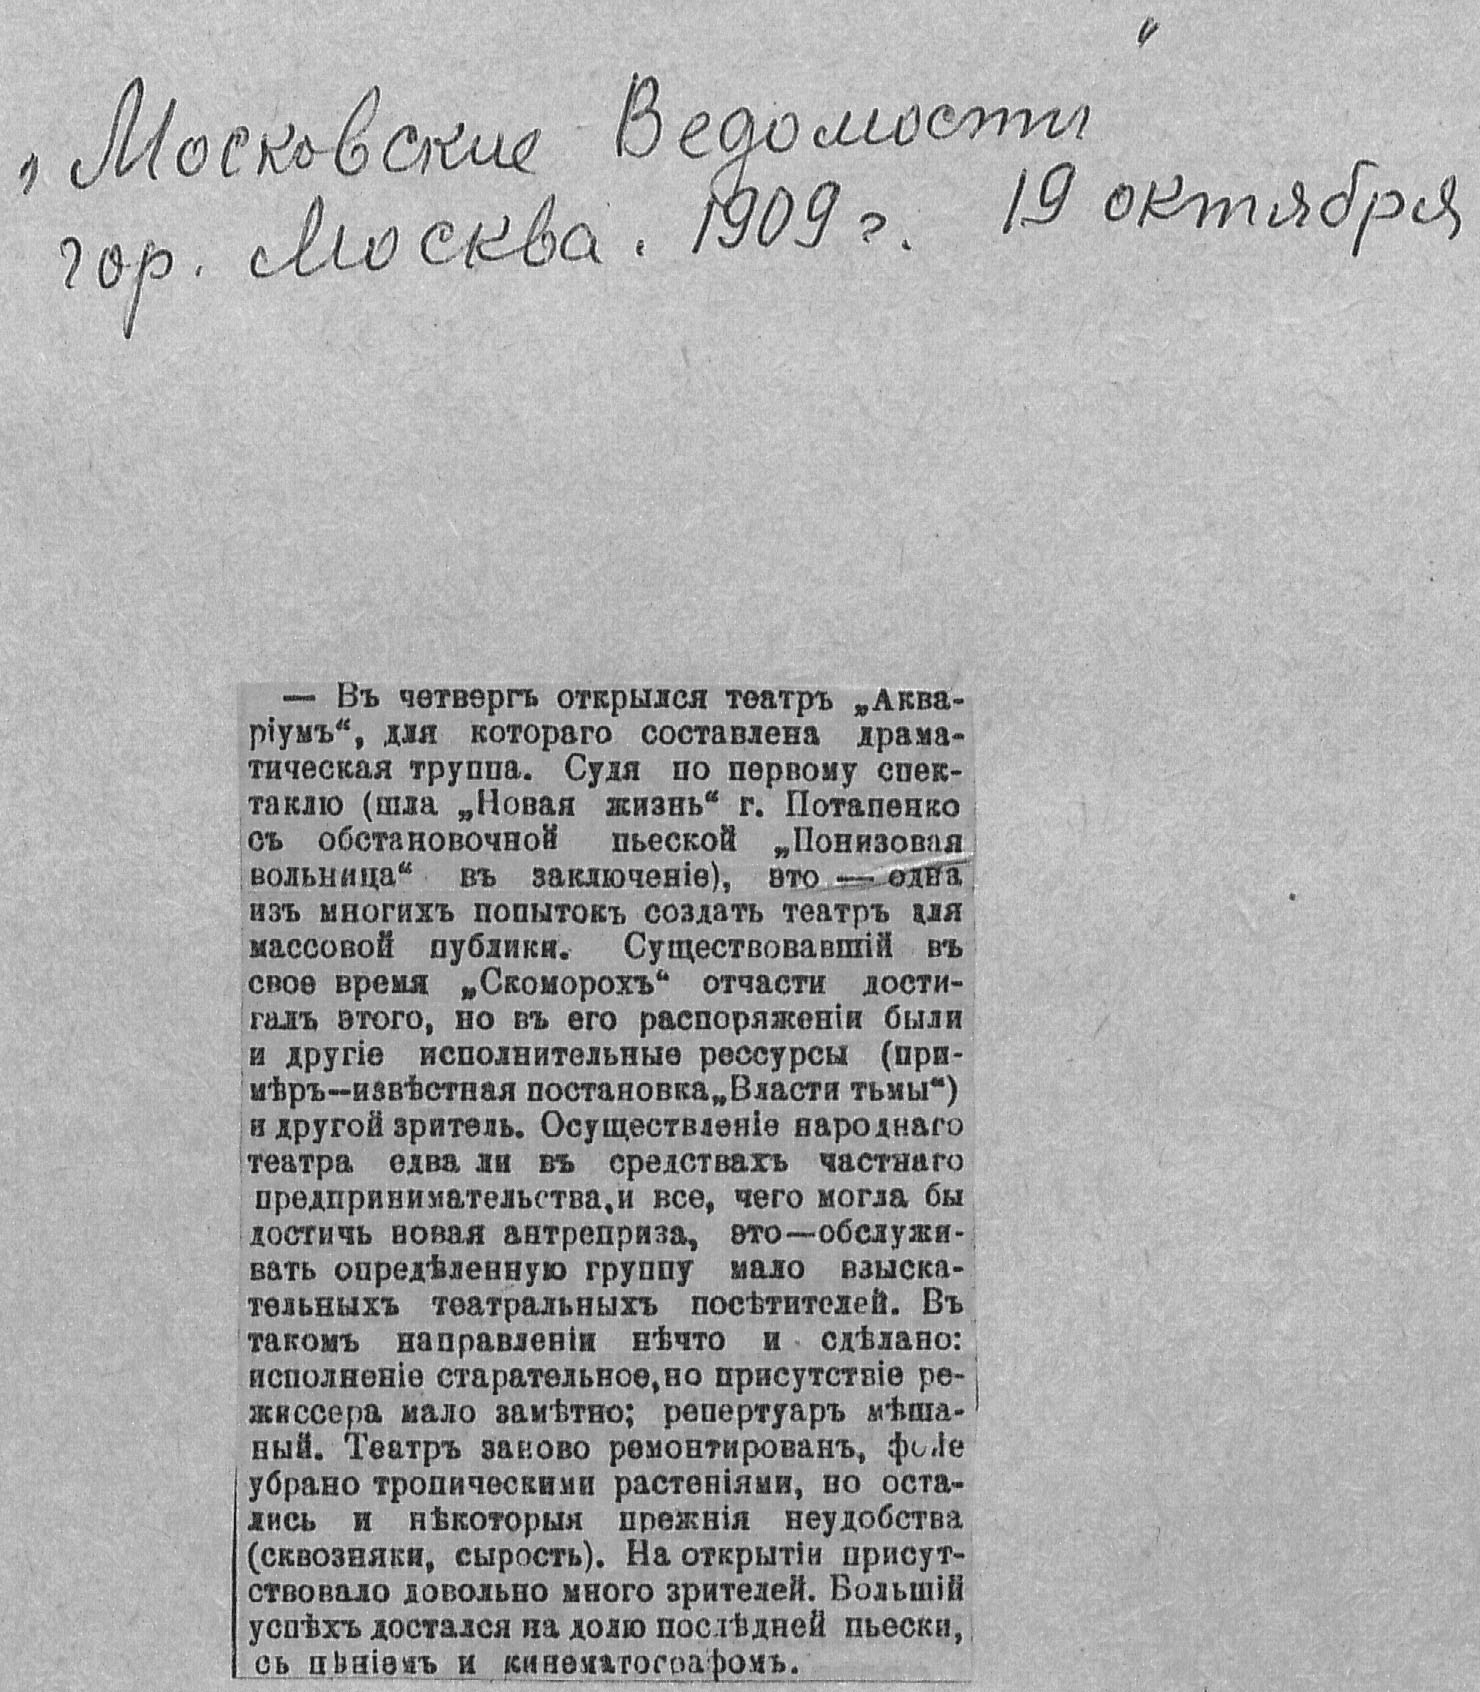 „Московские Ведомости"
гор. Москва. 1909 г. 19 октября
— Въ четвергъ открылся театръ „Аква-
ріумъ“, для котораго составлена драма-
тическая труппа. Судя по первому спек-
таклю (шла „Новая жизнь“ г. Потапенко
съ обстановочной пьеской „Понизовая
вольница“ въ заключеніе), это — одна
изъ многихъ попытокъ создать театръ для
массовой публики. Существовавшій въ
свое время „Скоморохъ“ отчасти дости-
галъ этого, но въ его распоряженіи были
и другіе исполнительные рессурсы (при-
мѣръ—извѣстная постановка „Власти тьмы“)
и другой зритель. Осуществленіе народнаго
театра едва ли въ средствахъ частнаго
предпринимательства, и все, чего могла бы
достичь новая антреприза, это—обслужи-
вать опредѣленную группу мало взыска-
тельныхъ театральныхъ посѣтителей. Въ
такомъ направленіи нѣчто и сдѣлано:
исполненіе старательное, но присутствіе ре-
жиссера мало замѣтно; репертуаръ мѣша-
ный. Театръ заново ремонтированъ, фойе
убрано тропическими растеніями, но оста-
лись и нѣкоторыя прежнія неудобства
(сквозняки, сырость). На открытіи присут-
ствовало довольно много зрителей. Большій
успѣхъ достался на долю послѣдней пьески,
съ пѣніемъ и кинематографомъ.